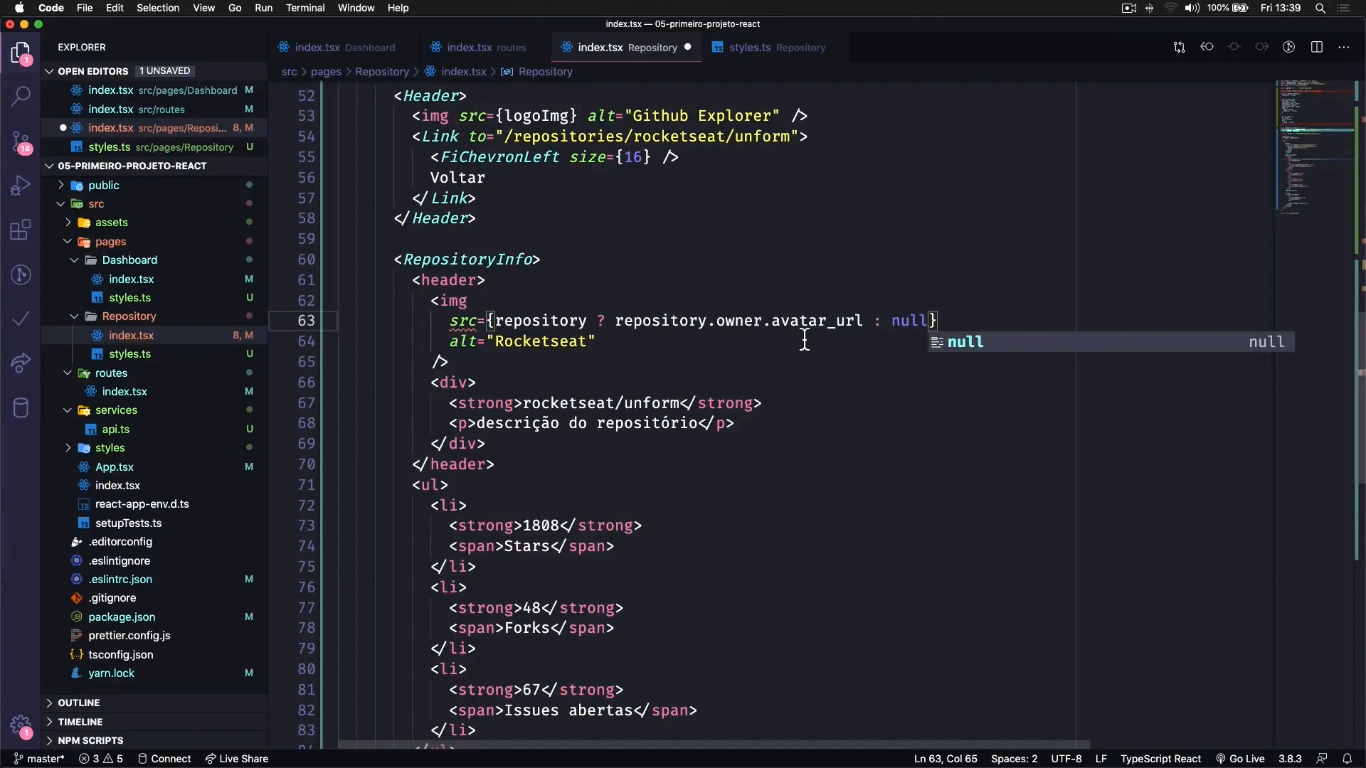 Code File Edit Selection View Go Run Terminal Window Help 100% Fri 13:39
index.tsx — 05-primeiro-projeto-react
EXPLORER
index.tsx Dashboard
index.tsx routes
index.tsx Repository
styles.ts Repository
OPEN EDITORS 1 UNSAVED
index.tsx src/pages/Dashboard M
index.tsx src/routes M
index.tsx src/pages/Reposi... 8, M
styles.ts src/pages/Repository U
05-PRIMEIRO-PROJETO-REACT
public
src
assets
pages
Dashboard
index.tsx M
styles.ts U
Repository
index.tsx 8, M
styles.ts U
routes
index.tsx M
services
api.ts U
styles
App.tsx M
index.tsx
react-app-env.d.ts
setupTests.ts
.editorconfig
.eslintignore
.eslintrc.json M
.gitignore
package.json M
prettier.config.js
tsconfig.json
yarn.lock M
OUTLINE
TIMELINE
NPM SCRIPTS
1
14
1
src > pages > Repository > index.tsx > Repository
52 <Header>
53 <img src={logoImg} alt="Github Explorer" />
54 <Link to="/repositories/rocketseat/unform">
55 <FiChevronLeft size={16} />
56 Voltar
57 </Link>
58 </Header>
59
60 <RepositoryInfo>
61 <header>
62 <img
63 src={repository ? repository.owner.avatar_url : null}
64 alt="Rocketseat"
null null
65 />
66 <div>
67 <strong>rocketseat/unform</strong>
68 <p>descrição do repositório</p>
69 </div>
70 </header>
71 <ul>
72 <li>
73 <strong>1808</strong>
74 <span>Stars</span>
75 </li>
76 <li>
77 <strong>48</strong>
78 <span>Forks</span>
79 </li>
80 <li>
81 <strong>67</strong>
82 <span>Issues abertas</span>
83 </li>
master* 3 5 Connect Live Share Ln 63, Col 65 Spaces: 2 UTF-8 LF TypeScript React Go Live 3.8.3